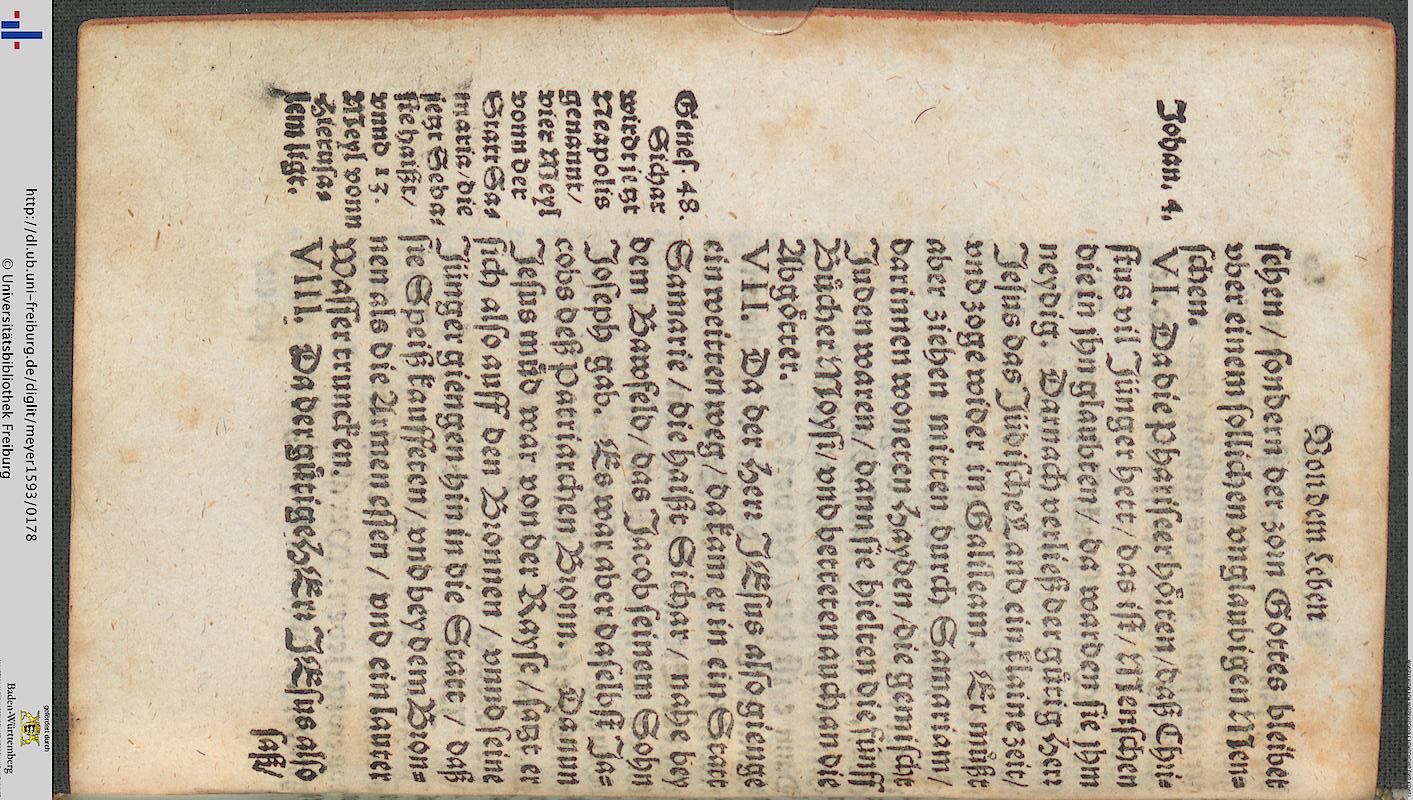 Von dem Leben
sehen / sondern der zorn Gottes bleibet
vber einem sollichen vnglaubigen Men=
schen.
Johan. 4.
VI. Da die Phariseer hörten / daß Chri=
stus vil Jünger hett / das ist / Menschen
die in jhn glaubten / da warden sie jhm
neydig. Darnach verließ der gütig Herr
Jesus das Jüdische Land ein klaine zeit /
vnd zoge wider in Galileam. Er müßt
aber ziehen mitten durch Samariam /
darinnen woneten Hayden / die gemischt
Juden waren / dann sie hielten die fünff
Bücher Moysi / vnd betteten auch an die
Abgötter.
VII. Da der Herr JEsus also gienge
ein weitten weg / da kam er in ein Statt
Samarie / die haißt Sichar / nahe bey
dem Bawfeld / das Jacob seinem Sohn
Joseph gab. Es war aber daselbst Ja=
cobs deß Patriarchen Bronn. Dann
Jesus müd war von der Rayse / satzt er
sich also auff den Bronnen / vnnd seine
Jünger giengen hin in die Statt / daß
sie Speiß kaufften / vnd bey dem Bron=
nen als die Armen essen / vnd ein lauter
Wasser truncken.
VIII. Da der gütige HErr JEsus also
saß /
Genes. 48.
Sichar
wirdt jetzt
Neapolis
genannt /
vier Meyl
vonn der
Statt Sa=
maria / die
jetzt Seba=
ste haißt /
vnnd 13.
Meyl vonn
Hierusa=
lem ligt.
http://dl.ub.uni-freiburg.de/diglit/meyer1593/0178
© Universitätsbibliothek Freiburg
gefördert durch
Baden-Württemberg